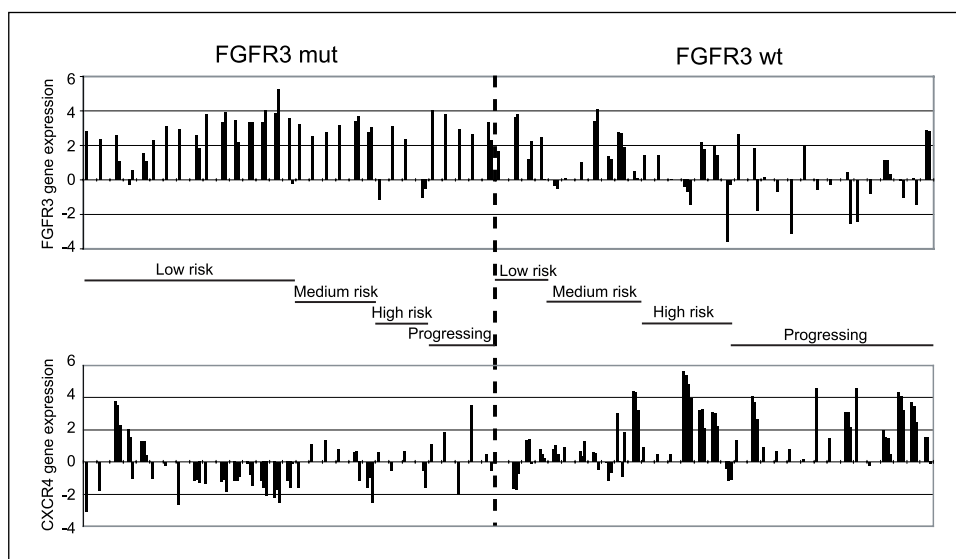 FGFR3 mut
FGFR3 wt
FGFR3 gene expression
6
4
2
0
-2
-4
Low risk
Medium risk
High risk
Progressing
Low risk
Medium risk
High risk
Progressing
CXCR4 gene expression
6
4
2
0
-2
-4